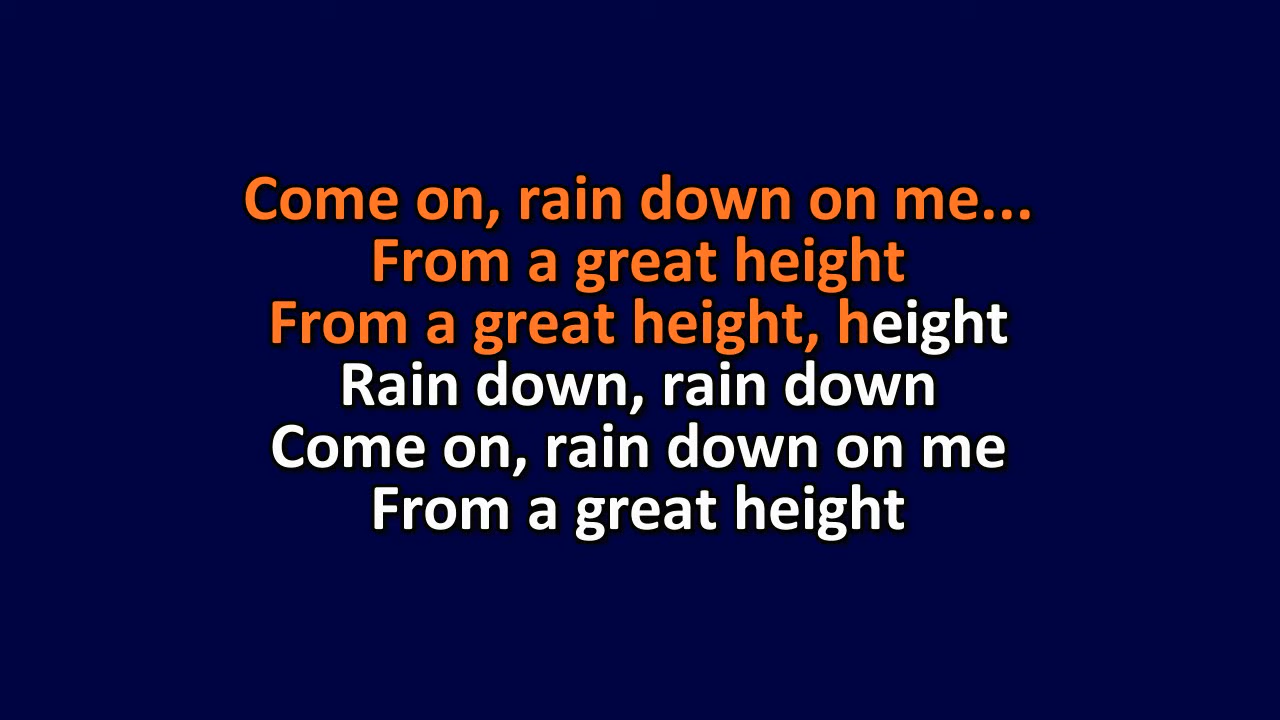 Come on, rain down on me...
From a great height
From a great height, height
Rain down, rain down
Come on, rain down on me
From a great height